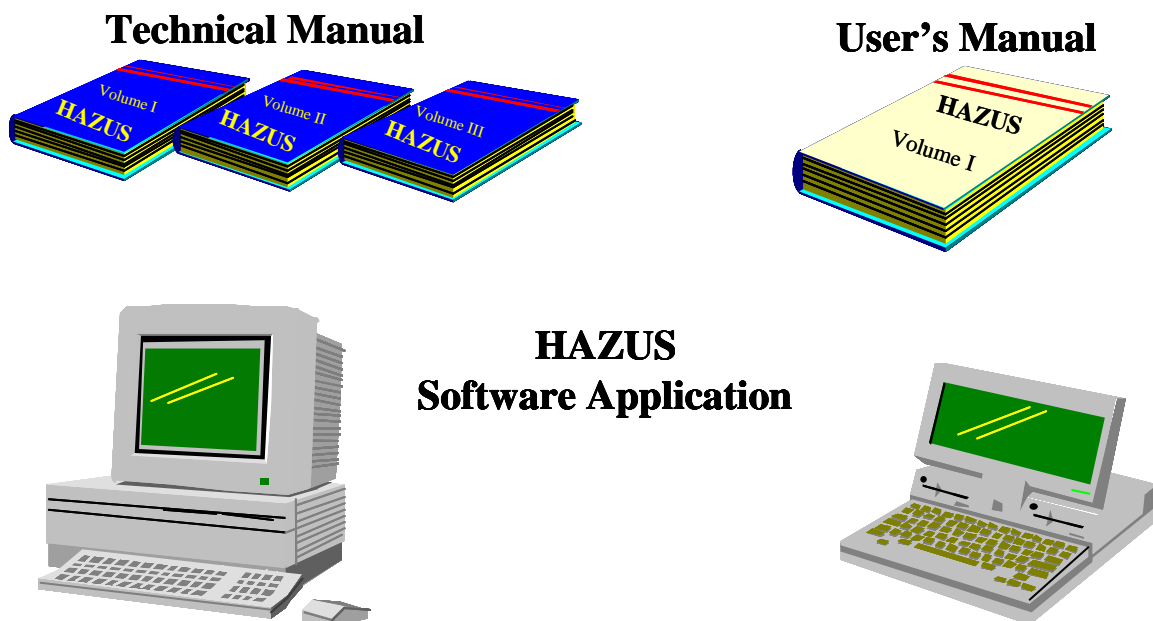 Technical Manual
User's Manual
Volume I
HAZUS
Volume II
HAZUS
Volume III
HAZUS
HAZUS
Volume I
HAZUS
Software Application